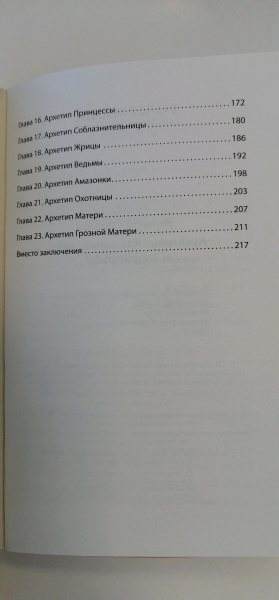 Глава 16. Архетип Принцессы 172
Глава 17. Архетип Соблазнительницы 180
Глава 18. Архетип Жрицы 186
Глава 19. Архетип Ведьмы 192
Глава 20. Архетип Амазонки 198
Глава 21. Архетип Охотницы 203
Глава 22. Архетип Матери 207
Глава 23. Архетип Грозной Матери 211
Вместо заключения 217